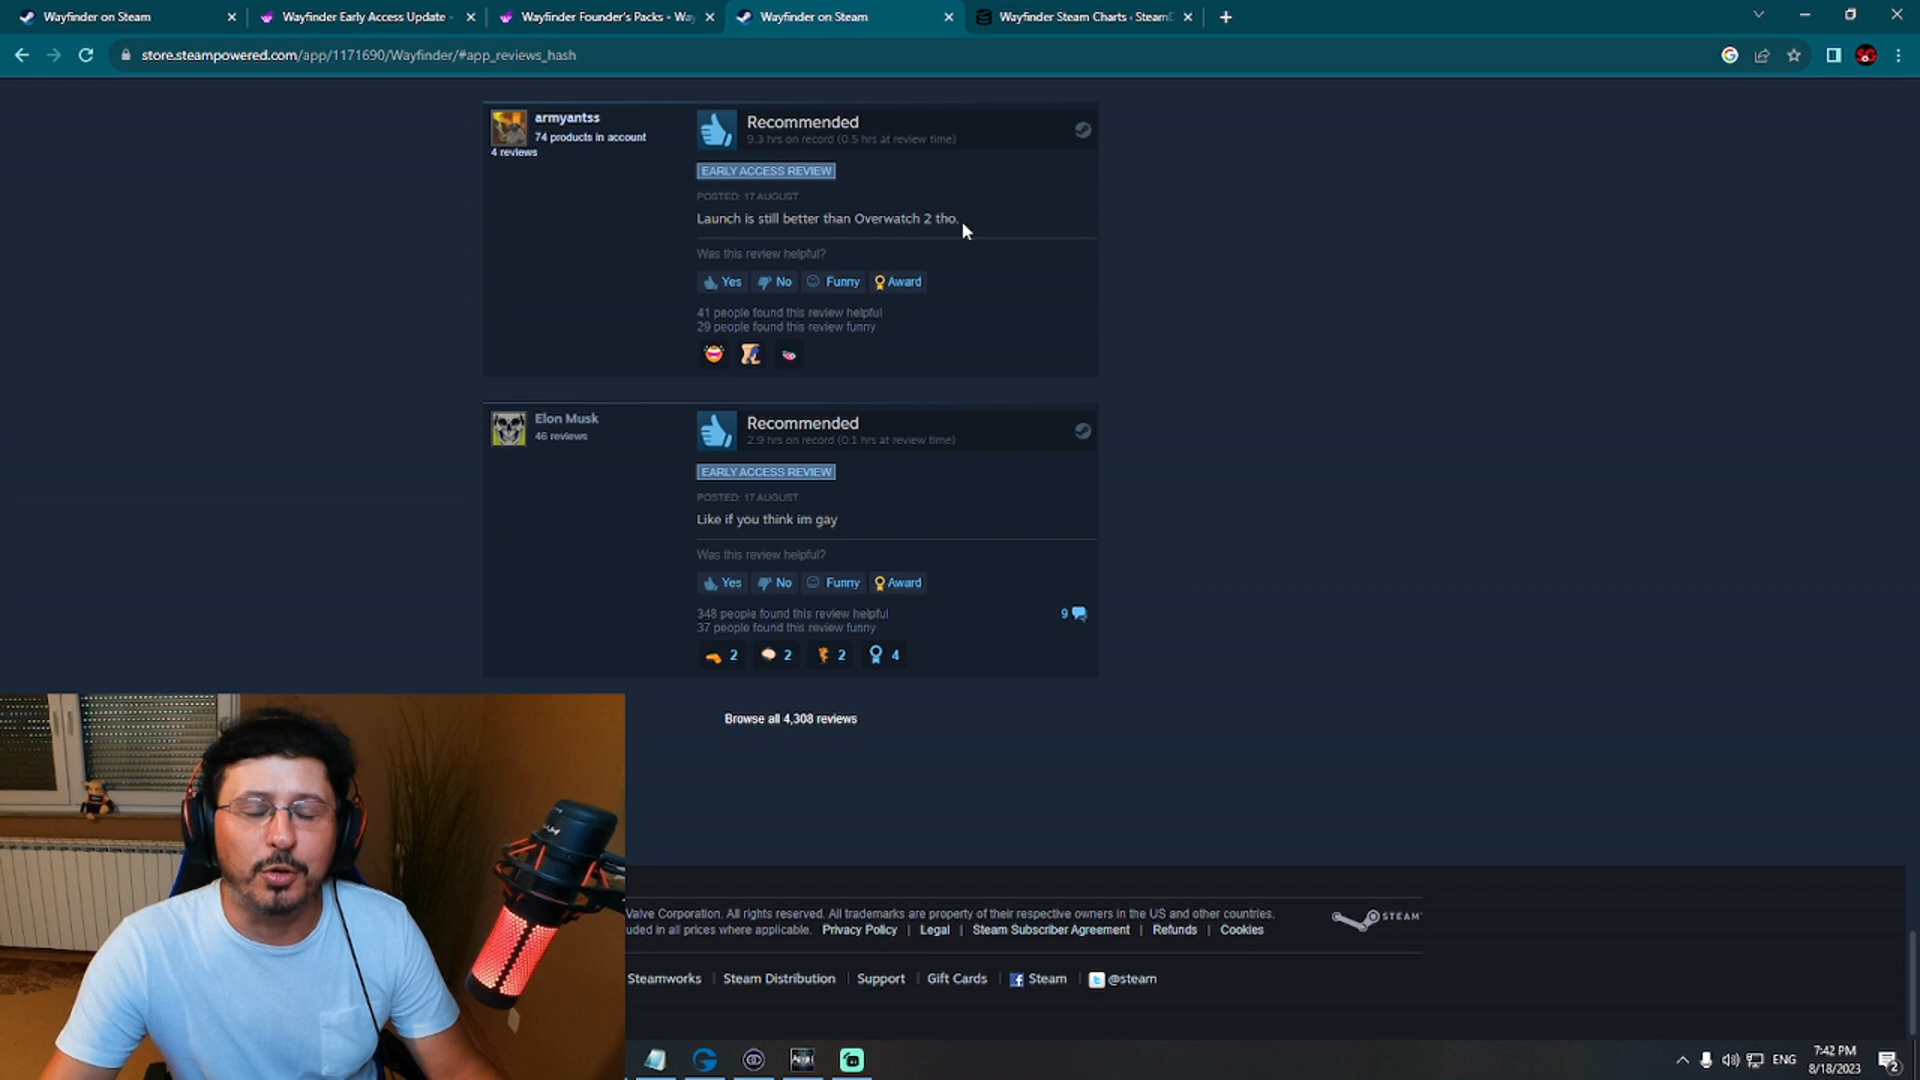 Wayfinder on Steam
Wayfinder Early Access Update -
Wayfinder Founder's Packs - Way
Wayfinder on Steam
Wayfinder Steam Charts · SteamD
store.steampowered.com/app/1171690/Wayfinder/#app_reviews_hash
armyantss
74 products in account
4 reviews
Recommended
9.3 hrs on record (0.5 hrs at review time)
EARLY ACCESS REVIEW
POSTED: 17 AUGUST
Launch is still better than Overwatch 2 tho.
Was this review helpful?
Yes
No
Funny
Award
41 people found this review helpful
29 people found this review funny
Elon Musk
46 reviews
Recommended
2.9 hrs on record (0.1 hrs at review time)
EARLY ACCESS REVIEW
POSTED: 17 AUGUST
Like if you think im gay
Was this review helpful?
Yes
No
Funny
Award
348 people found this review helpful
37 people found this review funny
9
2
2
2
4
Browse all 4,308 reviews
Valve Corporation. All rights reserved. All trademarks are property of their respective owners in the US and other countries.
uded in all prices where applicable. Privacy Policy | Legal | Steam Subscriber Agreement | Refunds | Cookies
STEAM
Steamworks | Steam Distribution | Support | Gift Cards | Steam | @steam
ENG
7:42 PM
8/18/2023
2